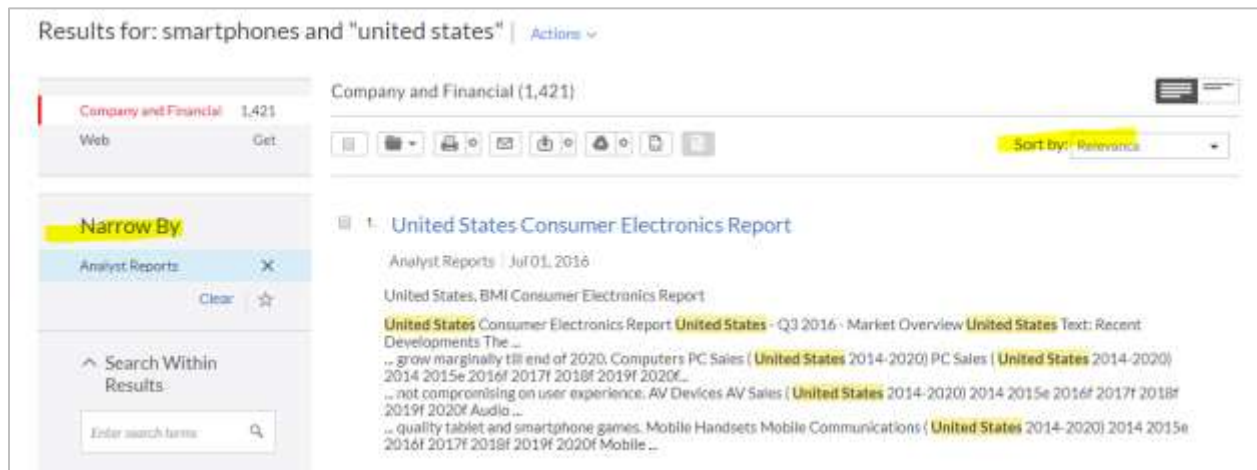 Results for: smartphones and "united states" | Actions
Company and Financial 1,421
Web Get
Narrow By
Analyst Reports X
Clear
Search Within
Results
Enter search terms
Company and Financial (1,421)
Sort by: Relevance
1. United States Consumer Electronics Report
Analyst Reports | Jul 01, 2016
United States, BMI Consumer Electronics Report
United States Consumer Electronics Report United States - Q3 2016 - Market Overview United States Text: Recent
Developments The ...
... grow marginally till end of 2020. Computers PC Sales ( United States 2014-2020) PC Sales ( United States 2014-2020)
2014 2015e 2016f 2017f 2018f 2019f 2020f...
... not compromising on user experience. AV Devices AV Sales ( United States 2014-2020) 2014 2015e 2016f 2017f 2018f
2019f 2020f Audio ...
... quality tablet and smartphone games. Mobile Handsets Mobile Communications ( United States 2014-2020) 2014 2015e
2016f 2017f 2018f 2019f 2020f Mobile ...